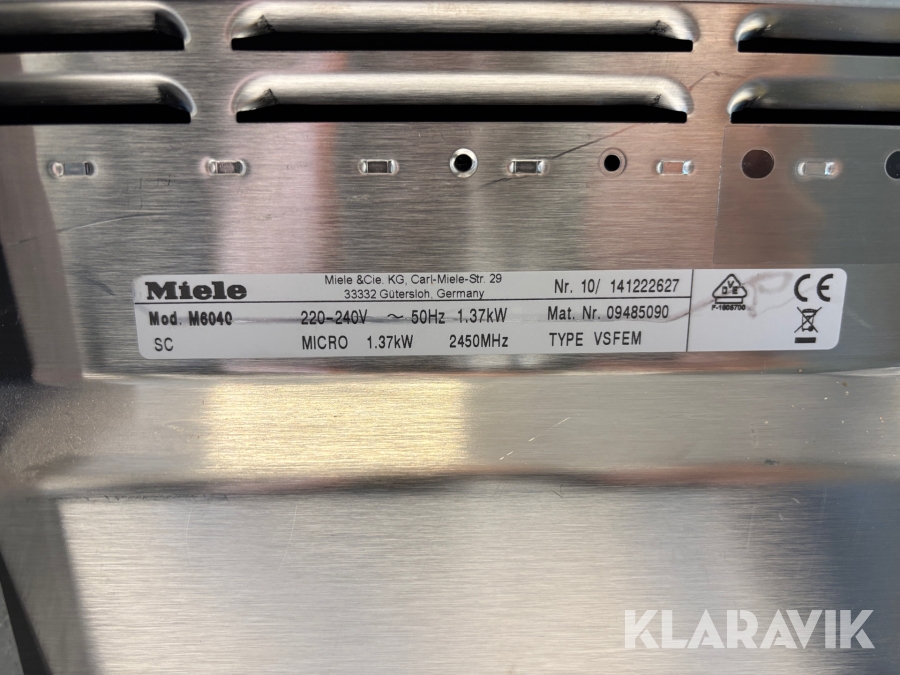 Miele
Miele &Cie. KG, Carl-Miele-Str. 29
33332 Gütersloh, Germany
Nr. 10/ 141222627
Mod. M6040
220-240V ~ 50Hz 1.37kW
Mat. Nr. 09485090
SC
MICRO 1.37kW 2450MHz
TYPE VSFEM
VDE
CE
KLARAVIK